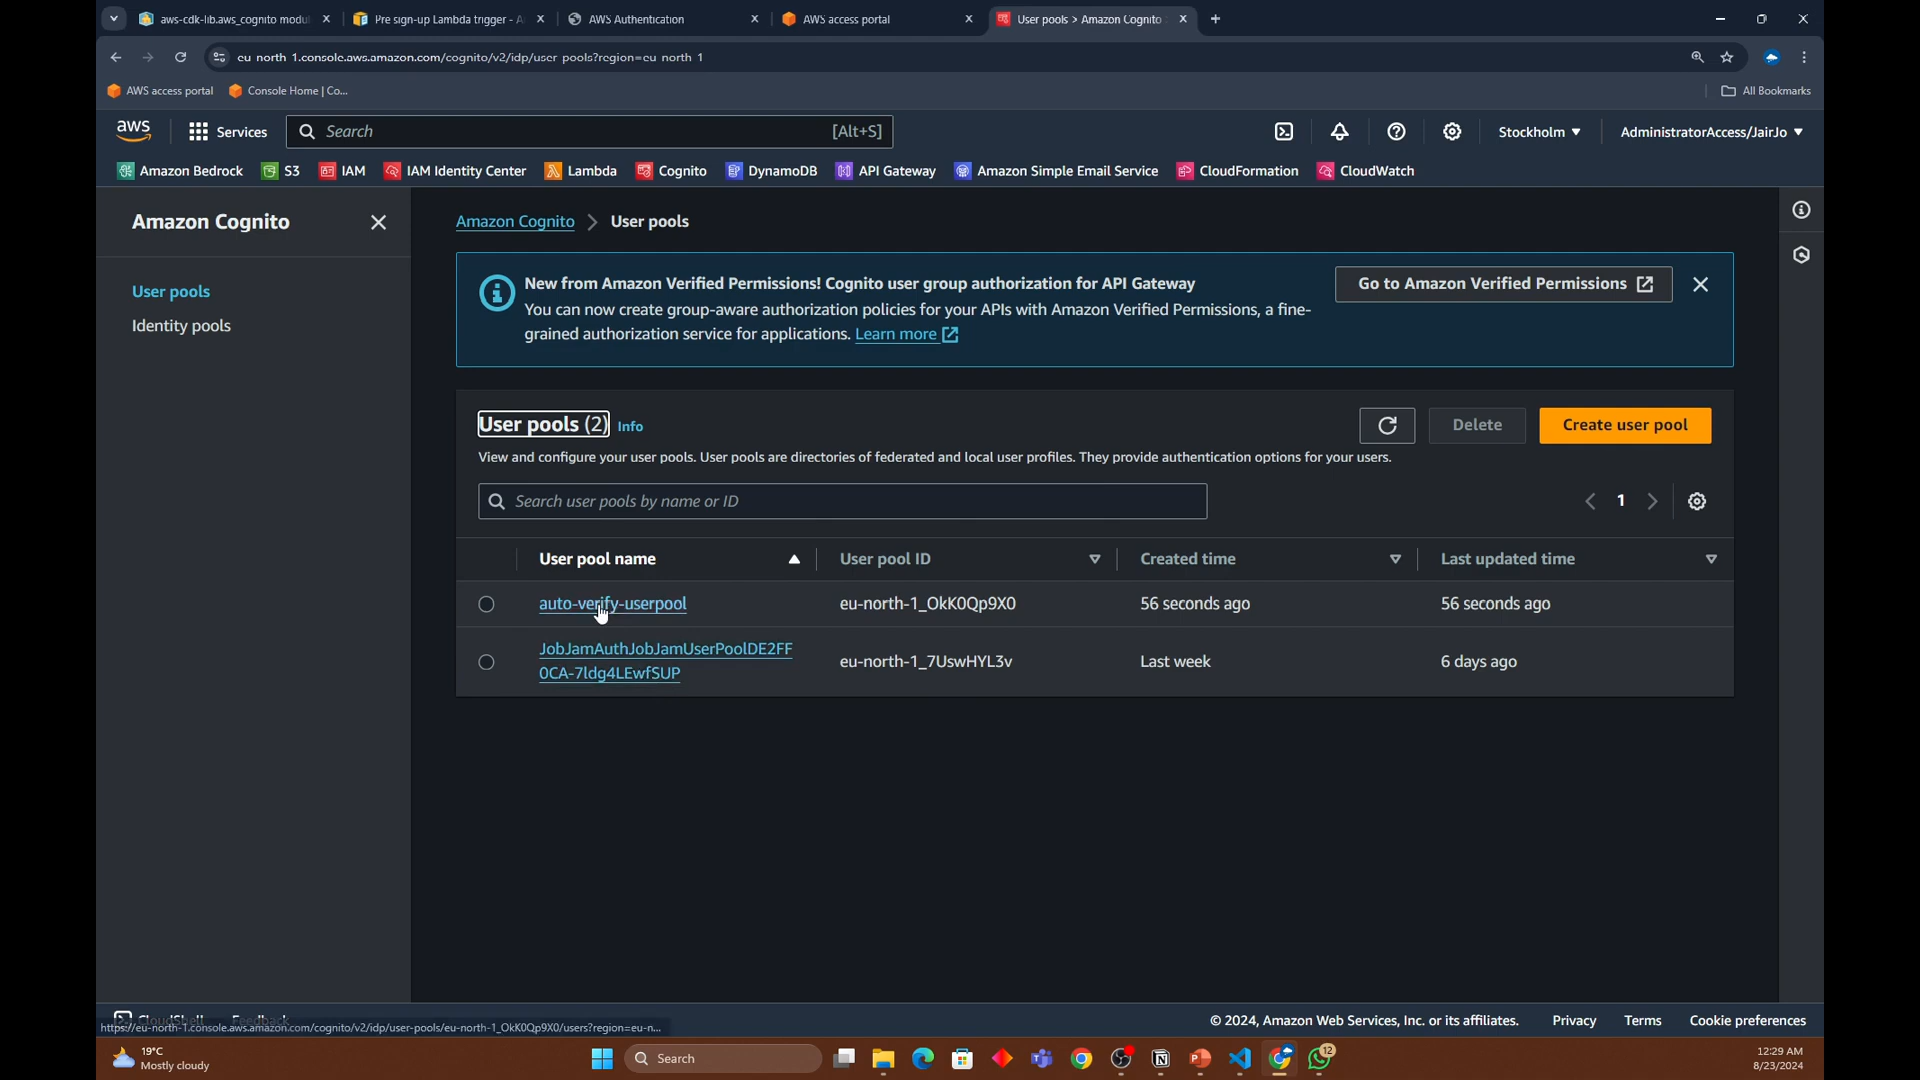 aws-cdk-lib.aws_cognito modul
Pre sign-up Lambda trigger - A
AWS Authentication
AWS access portal
User pools > Amazon Cognito
eu north 1.console.aws.amazon.com/cognito/v2/idp/user pools?region=eu north 1
AWS access portal
Console Home | Co...
All Bookmarks
aws
Services
Search
[Alt+S]
Stockholm
AdministratorAccess/JairJo
Amazon Bedrock
S3
IAM
IAM Identity Center
Lambda
Cognito
DynamoDB
API Gateway
Amazon Simple Email Service
CloudFormation
CloudWatch
Amazon Cognito
User pools
Identity pools
Amazon Cognito > User pools
New from Amazon Verified Permissions! Cognito user group authorization for API Gateway
You can now create group-aware authorization policies for your APIs with Amazon Verified Permissions, a fine-
grained authorization service for applications. Learn more
Go to Amazon Verified Permissions
User pools (2) Info
Delete
Create user pool
View and configure your user pools. User pools are directories of federated and local user profiles. They provide authentication options for your users.
Search user pools by name or ID
1
User pool name
User pool ID
Created time
Last updated time
auto-verify-userpool
eu-north-1_OkK0Qp9X0
56 seconds ago
56 seconds ago
JobJamAuthJobJamUserPoolDE2FF
0CA-7ldg4LEwfSUP
eu-north-1_7UswHYL3v
Last week
6 days ago
CloudShell
Feedback
https://eu-north-1.console.aws.amazon.com/cognito/v2/idp/user-pools/eu-north-1_OkK0Qp9X0/users?region=eu-n...
© 2024, Amazon Web Services, Inc. or its affiliates.
Privacy
Terms
Cookie preferences
19°C
Mostly cloudy
Search
12
12:29 AM
8/23/2024